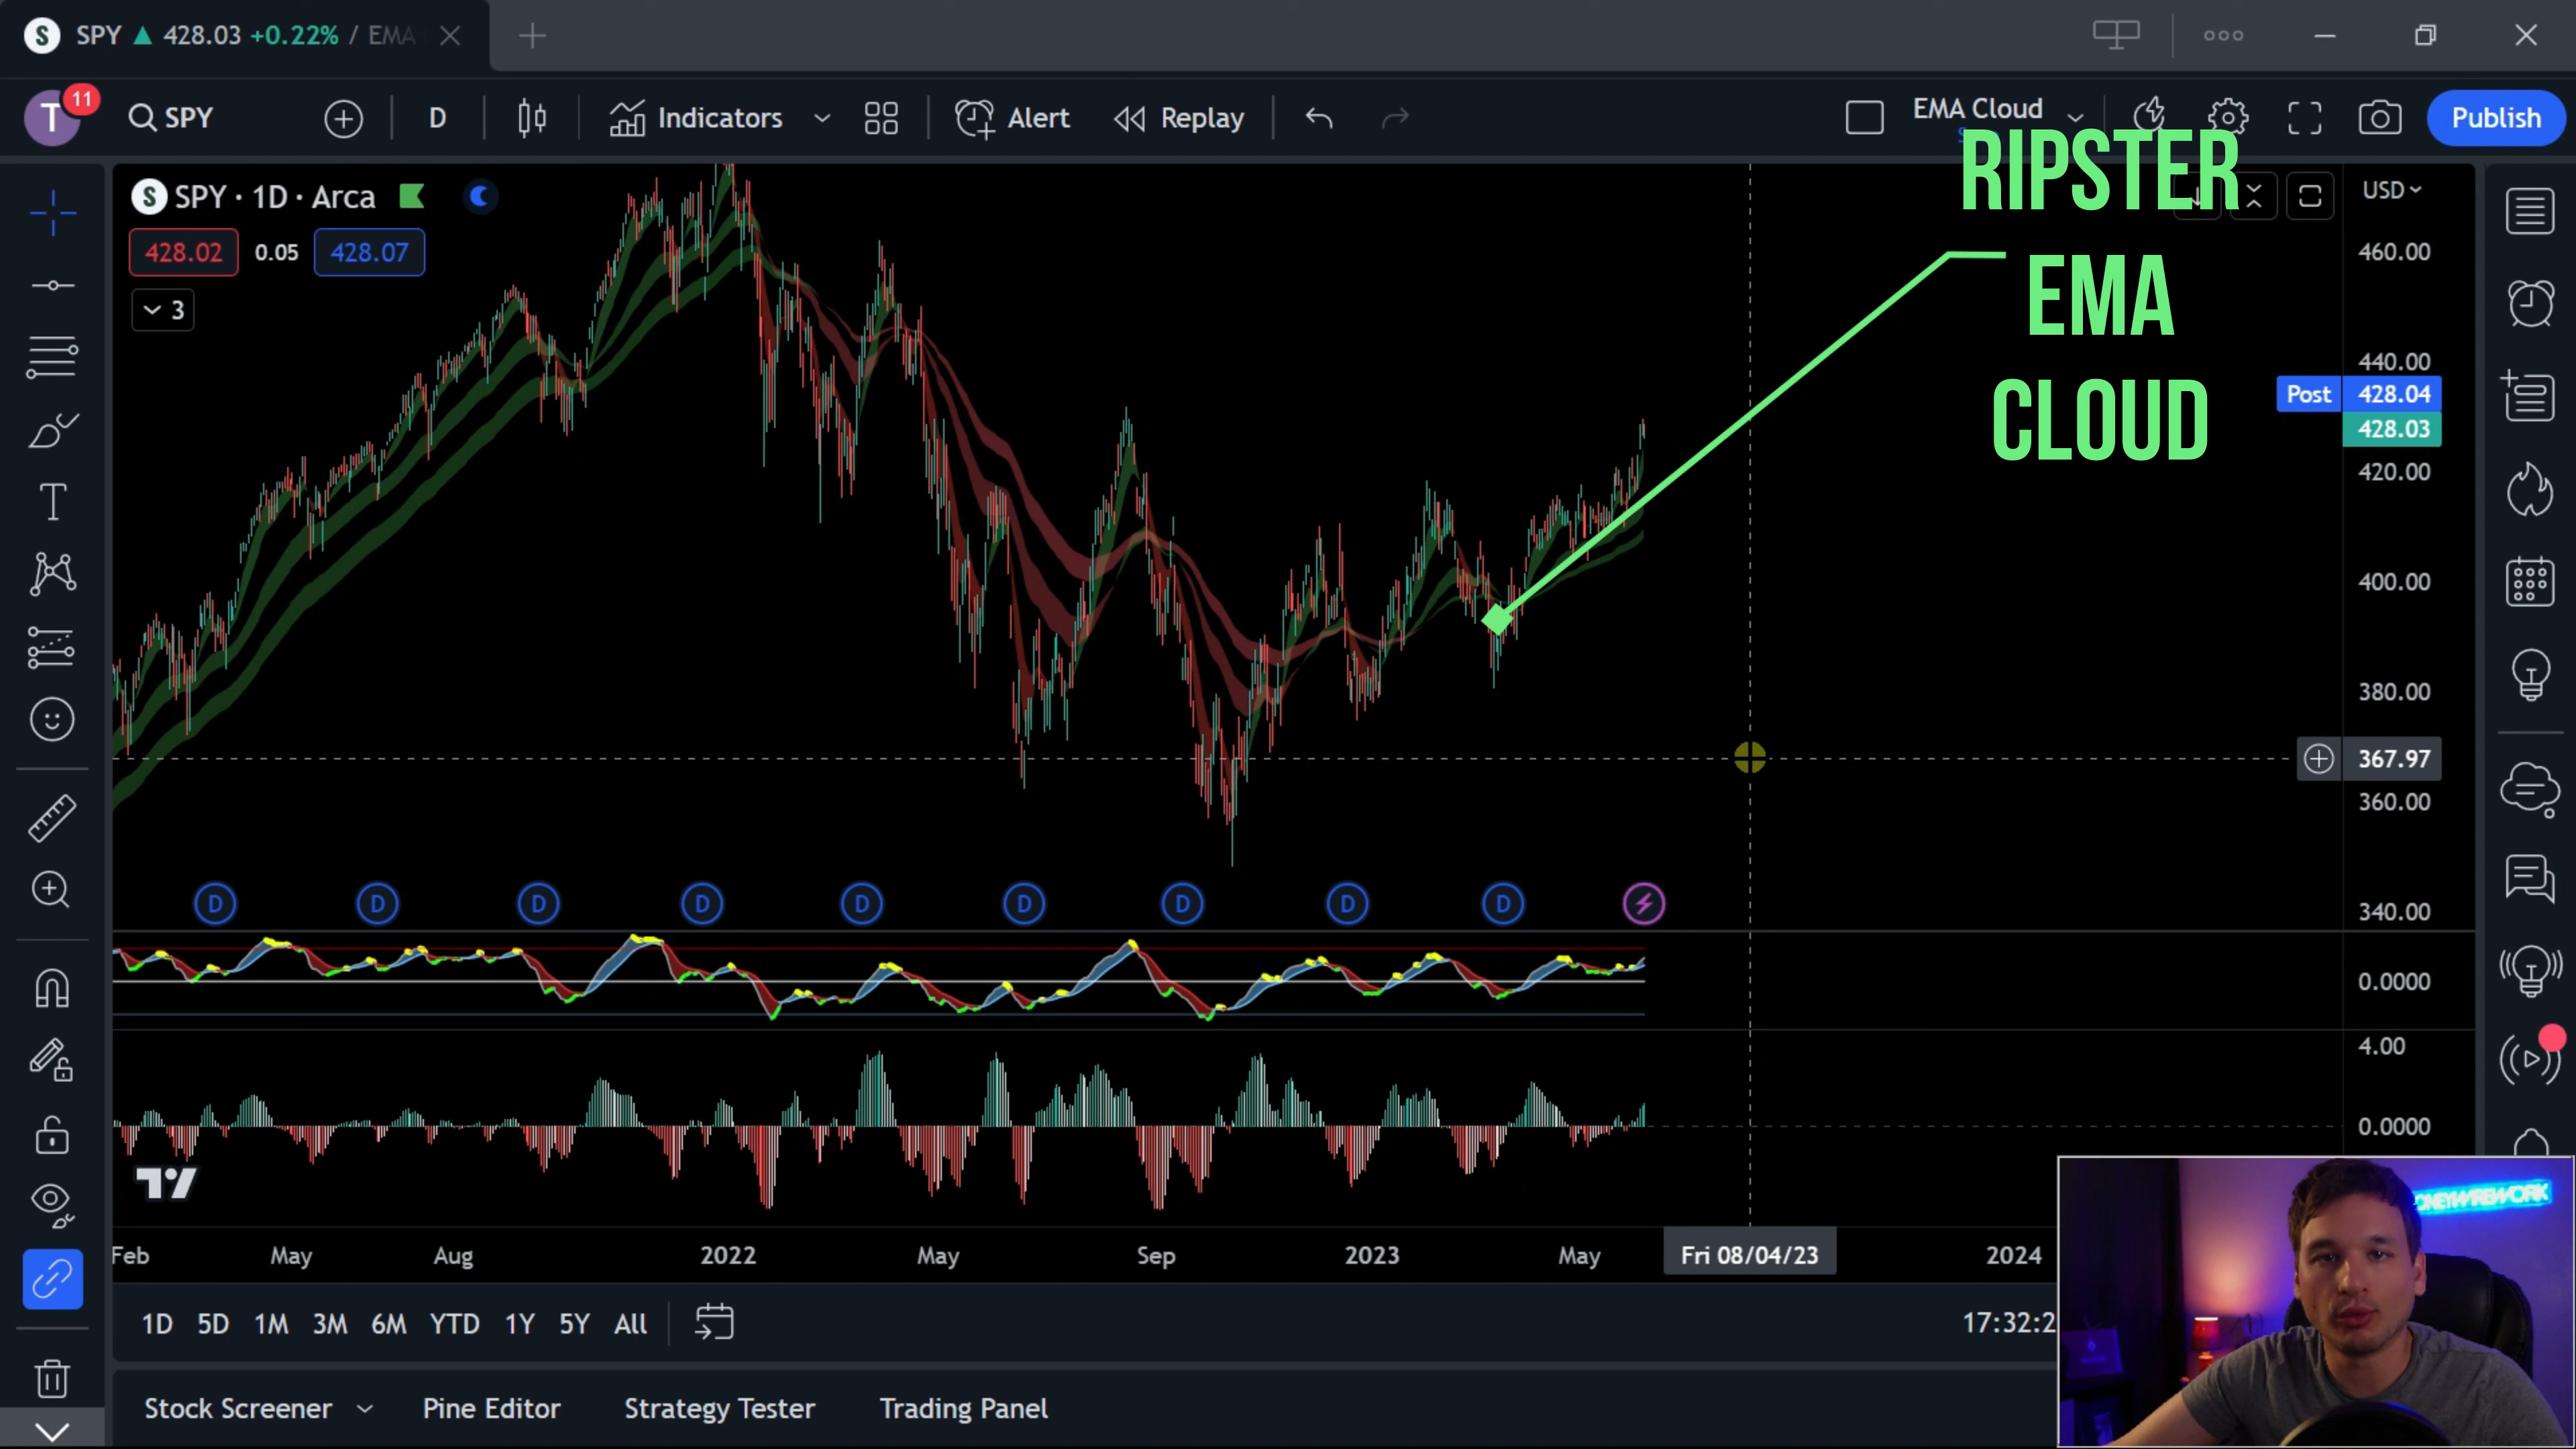 S SPY 428.03 +0.22% / EMA
T 11 SPY D Indicators Alert Replay EMA Cloud Publish
RIPSTER
EMA
CLOUD
S SPY · 1D · Arca
428.02 0.05 428.07
3
USD
460.00
440.00
Post 428.04
428.03
420.00
400.00
380.00
367.97
360.00
340.00
D D D D D D D D D
0.0000
4.00
0.0000
Feb May Aug 2022 May Sep 2023 May Fri 08/04/23 2024
1D 5D 1M 3M 6M YTD 1Y 5Y All
17:32:2
Stock Screener Pine Editor Strategy Tester Trading Panel